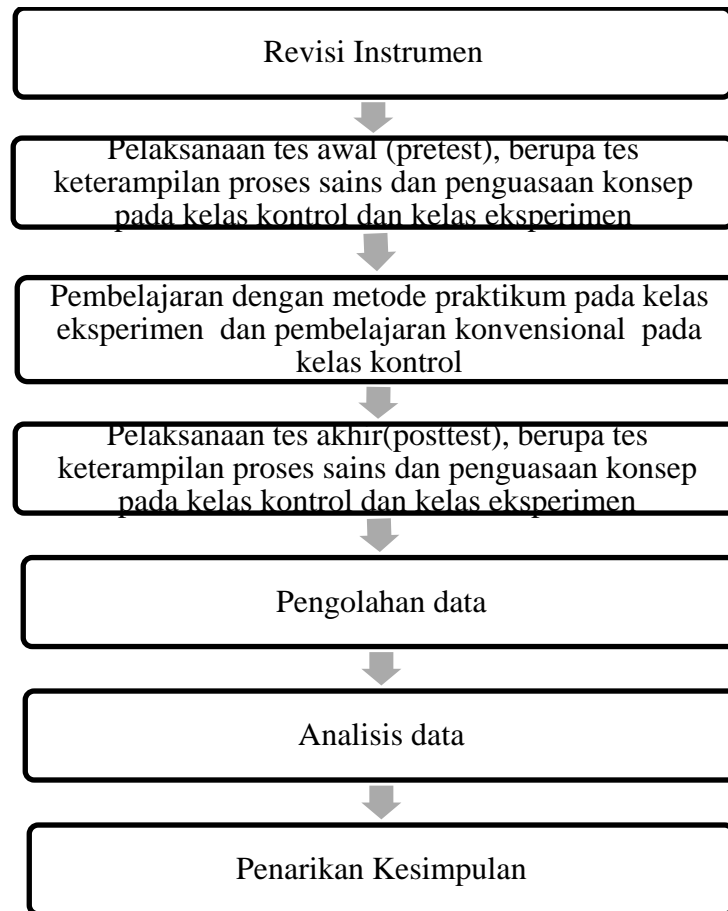 Revisi Instrumen
Pelaksanaan tes awal (pretest), berupa tes
keterampilan proses sains dan penguasaan konsep
pada kelas kontrol dan kelas eksperimen
Pembelajaran dengan metode praktikum pada kelas
eksperimen dan pembelajaran konvensional pada
kelas kontrol
Pelaksanaan tes akhir(posttest), berupa tes
keterampilan proses sains dan penguasaan konsep
pada kelas kontrol dan kelas eksperimen
Pengolahan data
Analisis data
Penarikan Kesimpulan